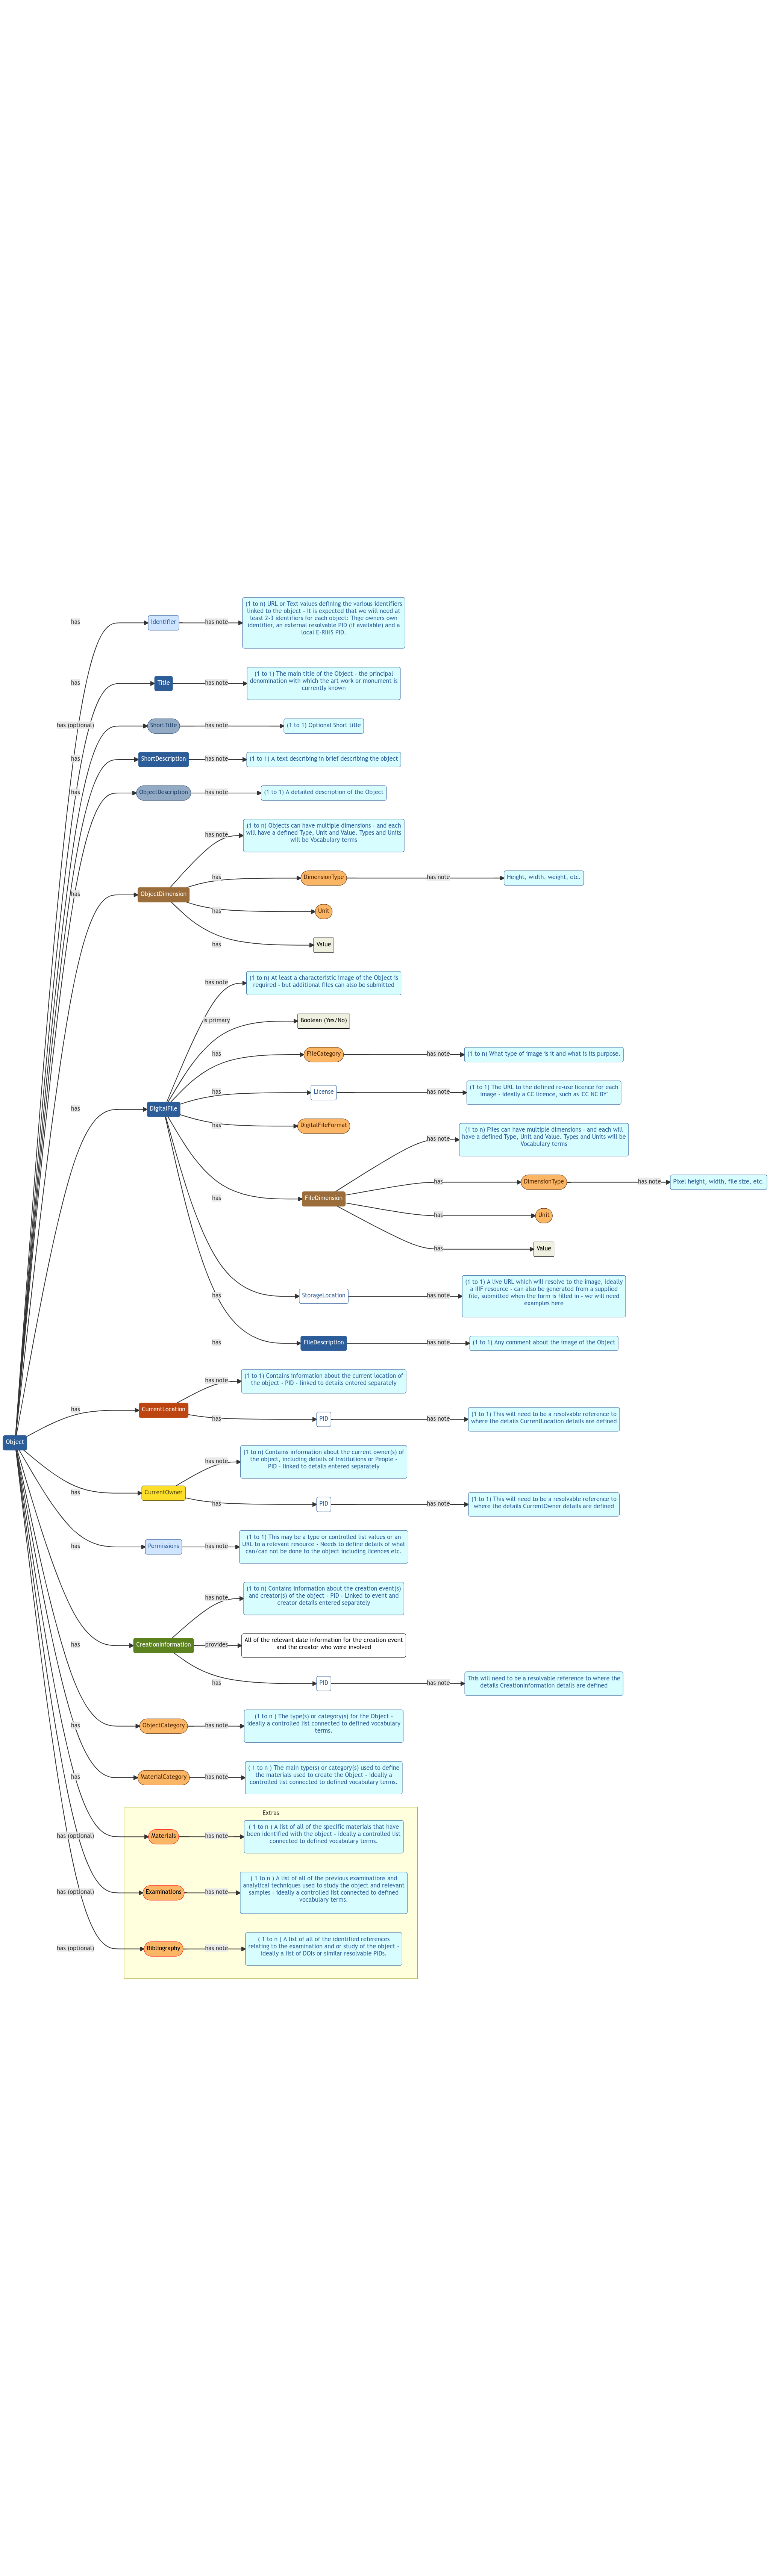 has
Identifier
has note
(1 to n) URL or Text values defining the various identifiers
linked to the object - It is expected that we will need at
least 2-3 identifiers for each object: Thge owners own
identifier, an external resolvable PID (if available) and a
local E-RIHS PID.
has
Title
has note
(1 to 1) The main title of the Object - the principal
denomination with which the art work or monument is
currently known
has (optional)
ShortTitle
has note
(1 to 1) Optional Short title
has
ShortDescription
has note
(1 to 1) A text describing in brief describing the object
has
ObjectDescription
has note
(1 to 1) A detailed description of the Object
has
ObjectDimension
has note
(1 to n) Objects can have multiple dimensions - and each
will have a defined Type, Unit and Value. Types and Units
will be Vocabulary terms
has
DimensionType
has note
Height, width, weight, etc.
has
Unit
has
Value
has
DigitalFile
has note
(1 to n) At least a characteristic image of the Object is
required - but additional files can also be submitted
is primary
Boolean (Yes/No)
has
FileCategory
has note
(1 to n) What type of image is it and what is its purpose.
has
License
has note
(1 to 1) The URL to the defined re-use licence for each
image - ideally a CC licence, such as 'CC NC BY'
has
DigitalFileFormat
has
FileDimension
has note
(1 to n) Files can have multiple dimensions - and each will
have a defined Type, Unit and Value. Types and Units will be
Vocabulary terms
has
DimensionType
has note
Pixel height, width, file size, etc.
has
Unit
has
Value
has
StorageLocation
has note
(1 to 1) A live URL which will resolve to the image, ideally
a IIIF resource - can also be generated from a supplied
file, submitted when the form is filled in - we will need
examples here
has
FileDescription
has note
(1 to 1) Any comment about the image of the Object
Object
has
CurrentLocation
has note
(1 to 1) Contains information about the current location of
the object - PID - linked to details entered separately
has
PID
has note
(1 to 1) This will need to be a resolvable reference to
where the details CurrentLocation details are defined
has
CurrentOwner
has note
(1 to n) Contains information about the current owner(s) of
the object, including details of Institutions or People -
PID - linked to details entered separately
has
PID
has note
(1 to 1) This will need to be a resolvable reference to
where the details CurrentOwner details are defined
has
Permissions
has note
(1 to 1) This may be a type or controlled list values or an
URL to a relevant resource - Needs to define details of what
can/can not be done to the object including licences etc.
has
CreationInformation
has note
(1 to n) Contains information about the creation event(s)
and creator(s) of the object - PID - Linked to event and
creator details entered separately
provides
All of the relevant date information for the creation event
and the creator who were involved
has
PID
has note
This will need to be a resolvable reference to where the
details CreationInformation details are defined
has
ObjectCategory
has note
(1 to n ) The type(s) or category(s) for the Object -
ideally a controlled list connected to defined vocabulary
terms.
has
MaterialCategory
has note
( 1 to n ) The main type(s) or category(s) used to define
the materials used to create the Object - ideally a
controlled list connected to defined vocabulary terms.
Extras
has (optional)
Materials
has note
( 1 to n ) A list of all of the specific materials that have
been identified with the object - ideally a controlled list
connected to defined vocabulary terms.
has (optional)
Examinations
has note
( 1 to n ) A list of all of the previous examinations and
analytical techniques used to study the object and relevant
samples - ideally a controlled list connected to defined
vocabulary terms.
has (optional)
Bibliography
has note
( 1 to n ) A list of all of the identified references
relating to the examination and or study of the object -
ideally a list of DOIs or similar resolvable PIDs.